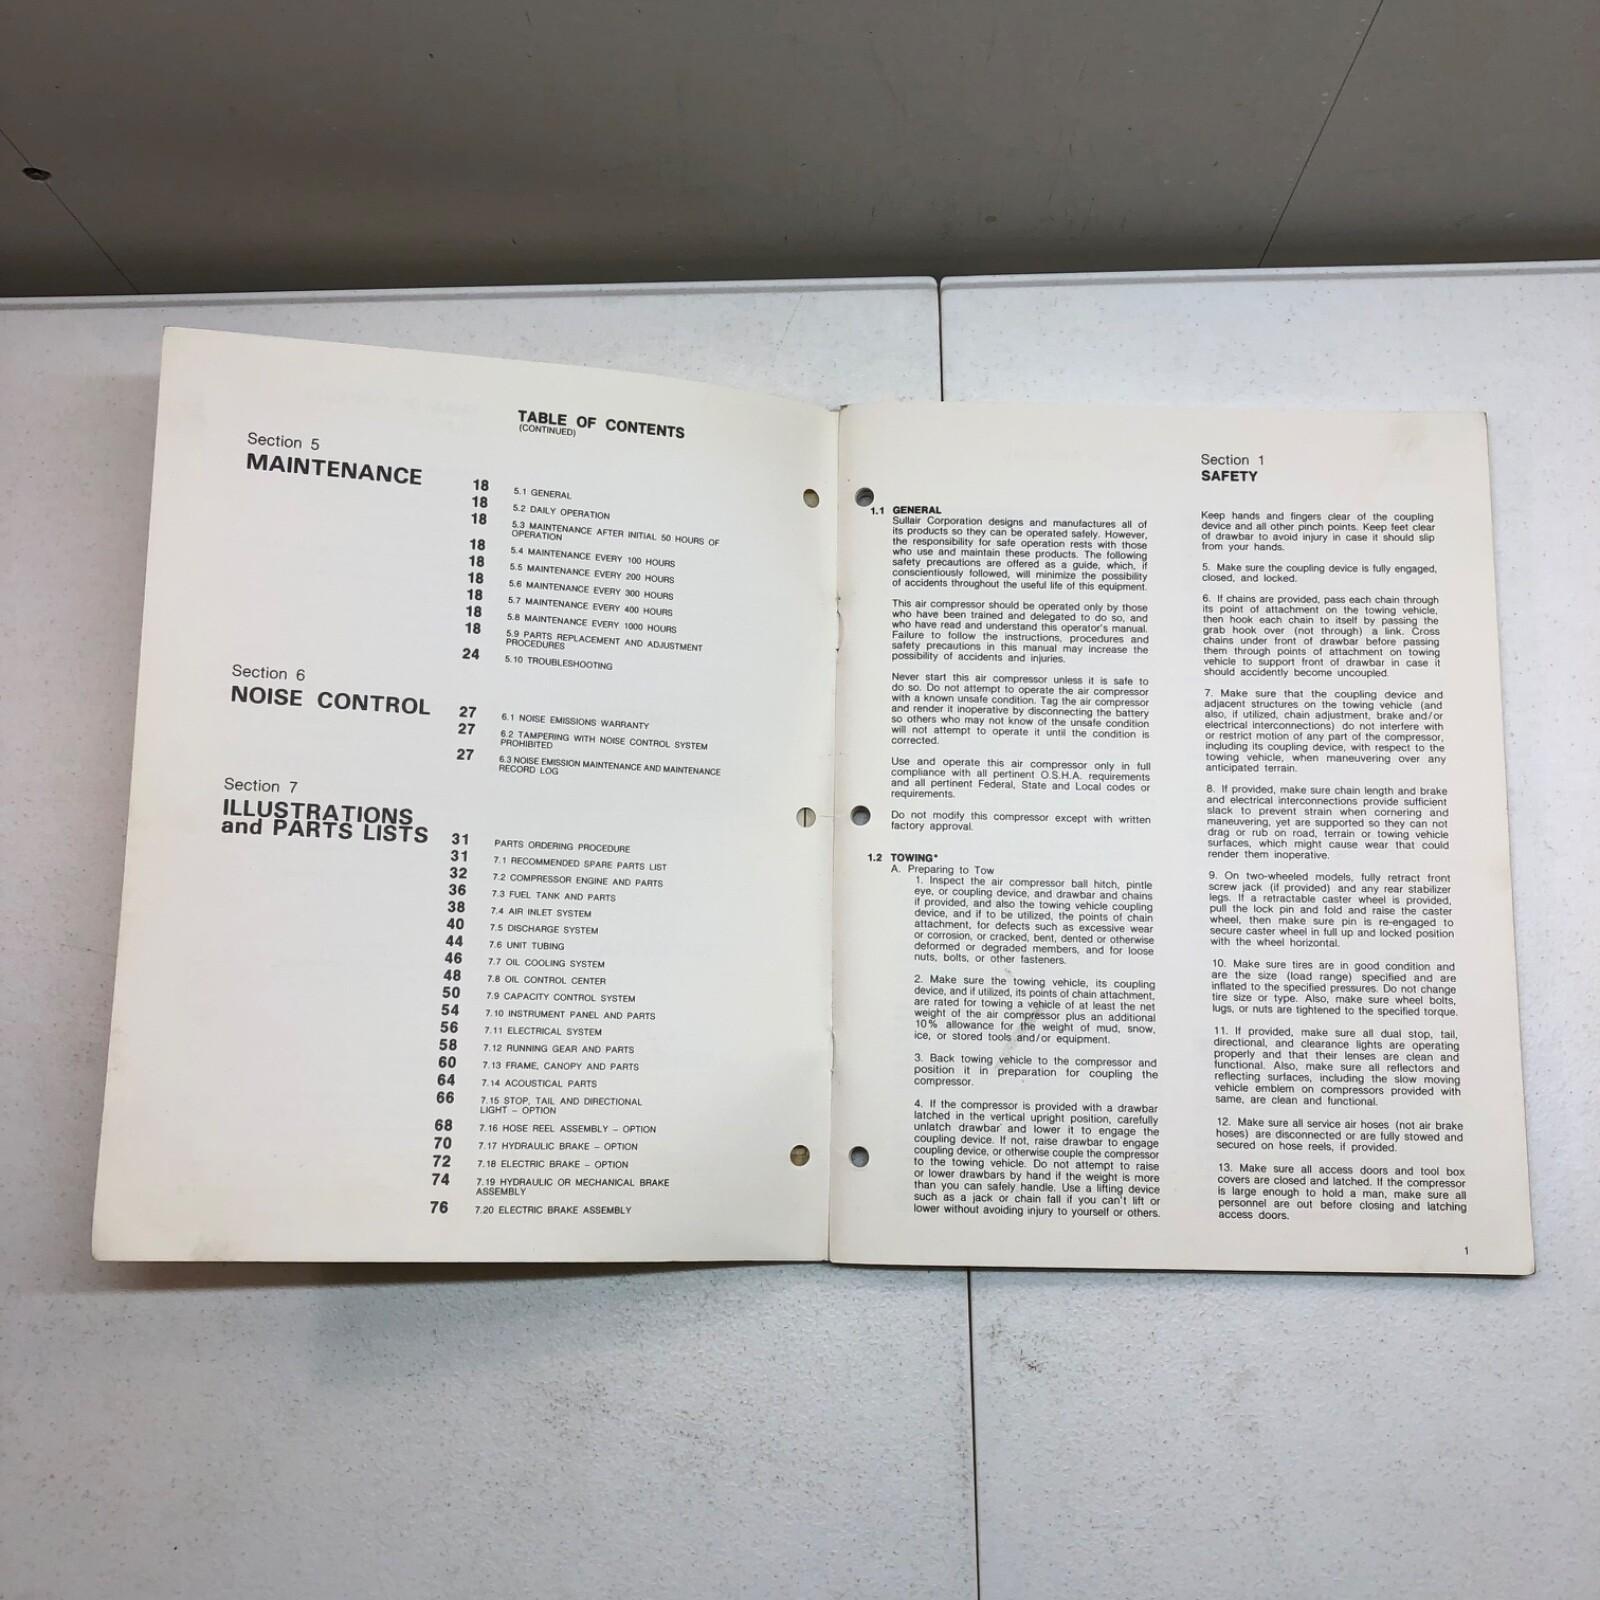 TABLE OF CONTENTS
(CONTINUED)
Section 5
MAINTENANCE
18 5.1 GENERAL
18 5.2 DAILY OPERATION
18 5.3 MAINTENANCE AFTER INITIAL 50 HOURS OF
OPERATION
18 5.4 MAINTENANCE EVERY 100 HOURS
18 5.5 MAINTENANCE EVERY 200 HOURS
18 5.6 MAINTENANCE EVERY 300 HOURS
18 5.7 MAINTENANCE EVERY 400 HOURS
18 5.8 MAINTENANCE EVERY 1000 HOURS
18 5.9 PARTS REPLACEMENT AND ADJUSTMENT
PROCEDURES
24 5.10 TROUBLESHOOTING
Section 6
NOISE CONTROL
27 6.1 NOISE EMISSIONS WARRANTY
27 6.2 TAMPERING WITH NOISE CONTROL SYSTEM
PROHIBITED
27 6.3 NOISE EMISSION MAINTENANCE AND MAINTENANCE
RECORD LOG
Section 7
ILLUSTRATIONS
and PARTS LISTS
31 PARTS ORDERING PROCEDURE
31 7.1 RECOMMENDED SPARE PARTS LIST
32 7.2 COMPRESSOR ENGINE AND PARTS
36 7.3 FUEL TANK AND PARTS
38 7.4 AIR INLET SYSTEM
40 7.5 DISCHARGE SYSTEM
44 7.6 UNIT TUBING
46 7.7 OIL COOLING SYSTEM
48 7.8 OIL CONTROL CENTER
50 7.9 CAPACITY CONTROL SYSTEM
54 7.10 INSTRUMENT PANEL AND PARTS
56 7.11 ELECTRICAL SYSTEM
58 7.12 RUNNING GEAR AND PARTS
60 7.13 FRAME, CANOPY AND PARTS
64 7.14 ACOUSTICAL PARTS
66 7.15 STOP, TAIL AND DIRECTIONAL
LIGHT – OPTION
68 7.16 HOSE REEL ASSEMBLY – OPTION
70 7.17 HYDRAULIC BRAKE – OPTION
72 7.18 ELECTRIC BRAKE – OPTION
74 7.19 HYDRAULIC OR MECHANICAL BRAKE
ASSEMBLY
76 7.20 ELECTRIC BRAKE ASSEMBLY
Section 1
SAFETY
1.1 GENERAL
Sullair Corporation designs and manufactures all of
its products so they can be operated safely. However,
the responsibility for safe operation rests with those
who use and maintain these products. The following
safety precautions are offered as a guide, which, if
conscientiously followed, will minimize the possibility
of accidents throughout the useful life of this equipment.
This air compressor should be operated only by those
who have been trained and delegated to do so, and
who have read and understand this operator's manual.
Failure to follow the instructions, procedures and
safety precautions in this manual may increase the
possibility of accidents and injuries.
Never start this air compressor unless it is safe to
do so. Do not attempt to operate the air compressor
with a known unsafe condition. Tag the air compressor
and render it inoperative by disconnecting the battery
so others who may not know of the unsafe condition
will not attempt to operate it until the condition is
corrected.
Use and operate this air compressor only in full
compliance with all pertinent O.S.H.A. requirements
and all pertinent Federal, State and Local codes or
requirements.
Do not modify this compressor except with written
factory approval.
1.2 TOWING*
A. Preparing to Tow
1. Inspect the air compressor ball hitch, pintle
eye, or coupling device, and drawbar and chains
if provided, and also the towing vehicle coupling
device, and if to be utilized, the points of chain
attachment, for defects such as excessive wear
or corrosion, or cracked, bent, dented or otherwise
deformed or degraded members, and for loose
nuts, bolts, or other fasteners.
2. Make sure the towing vehicle, its coupling
device, and if utilized, its points of chain attachment,
are rated for towing a vehicle of at least the net
weight of the air compressor plus an additional
10% allowance for the weight of mud, snow,
ice, or stored tools and/or equipment.
3. Back towing vehicle to the compressor and
position it in preparation for coupling the
compressor.
4. If the compressor is provided with a drawbar
latched in the vertical upright position, carefully
unlatch drawbar and lower it to engage the
coupling device. If not, raise drawbar to engage
coupling device, or otherwise couple the compressor
to the towing vehicle. Do not attempt to raise
or lower drawbars by hand if the weight is more
than you can safely handle. Use a lifting device
such as a jack or chain fall if you can't lift or
lower without avoiding injury to yourself or others.
Keep hands and fingers clear of the coupling
device and all other pinch points. Keep feet clear
of drawbar to avoid injury in case it should slip
from your hands.
5. Make sure the coupling device is fully engaged,
closed, and locked.
6. If chains are provided, pass each chain through
its point of attachment on the towing vehicle,
then hook each chain to itself by passing the
grab hook over (not through) a link. Cross
chains under front of drawbar before passing
them through points of attachment on towing
vehicle to support front of drawbar in case it
should accidently become uncoupled.
7. Make sure that the coupling device and
adjacent structures on the towing vehicle (and
also, if utilized, chain adjustment, brake and/or
electrical interconnections) do not interfere with
or restrict motion of any part of the compressor,
including its coupling device, with respect to the
towing vehicle, when maneuvering over any
anticipated terrain.
8. If provided, make sure chain length and brake
and electrical interconnections provide sufficient
slack to prevent strain when cornering and
maneuvering, yet are supported so they can not
drag or rub on road, terrain or towing vehicle
surfaces, which might cause wear that could
render them inoperative.
9. On two-wheeled models, fully retract front
screw jack (if provided) and any rear stabilizer
legs. If a retractable caster wheel is provided,
pull the lock pin and fold and raise the caster
wheel, then make sure pin is re-engaged to
secure caster wheel in full up and locked position
with the wheel horizontal.
10. Make sure tires are in good condition and
are the size (load range) specified and are
inflated to the specified pressures. Do not change
tire size or type. Also, make sure wheel bolts,
lugs, or nuts are tightened to the specified torque.
11. If provided, make sure all dual stop, tail,
directional, and clearance lights are operating
properly and that their lenses are clean and
functional. Also, make sure all reflectors and
reflecting surfaces, including the slow moving
vehicle emblem on compressors provided with
same, are clean and functional.
12. Make sure all service air hoses (not air brake
hoses) are disconnected or are fully stowed and
secured on hose reels, if provided.
13. Make sure all access doors and tool box
covers are closed and latched. If the compressor
is large enough to hold a man, make sure all
personnel are out before closing and latching
access doors.
1